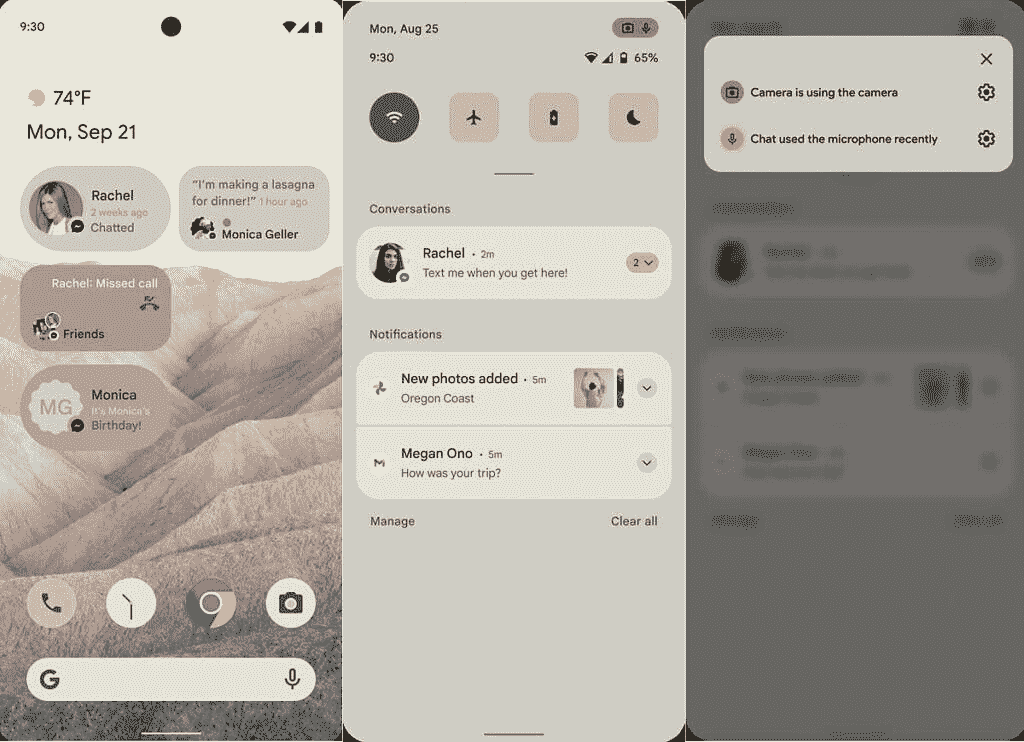 9:30
74°F
Mon, Sep 21
Rachel
2 weeks ago
Chatted
"I'm making a lasagna
for dinner!" 1 hour ago
Monica Geller
Rachel: Missed call
Friends
MG
Monica
It's Monica's
Birthday!
G
Mon, Aug 25
9:30
65%
Conversations
Rachel • 2m
Text me when you get here!
2
Notifications
New photos added • 5m
Oregon Coast
Megan Ono • 5m
How was your trip?
Manage
Clear all
Camera is using the camera
Chat used the microphone recently